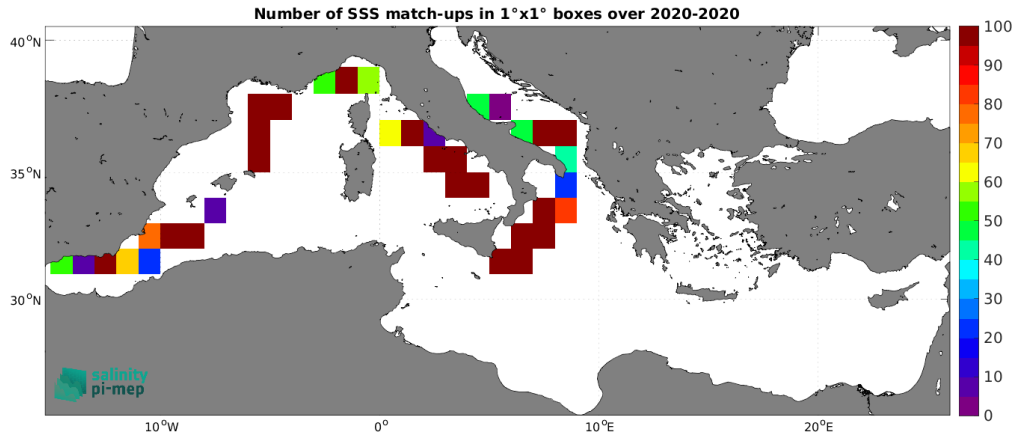 Number of SSS match-ups in 1°x1° boxes over 2020-2020
40°N
35°N
30°N
10°W
0°
10°E
20°E
100
90
80
70
60
50
40
30
20
10
0
salinity
pi-mep